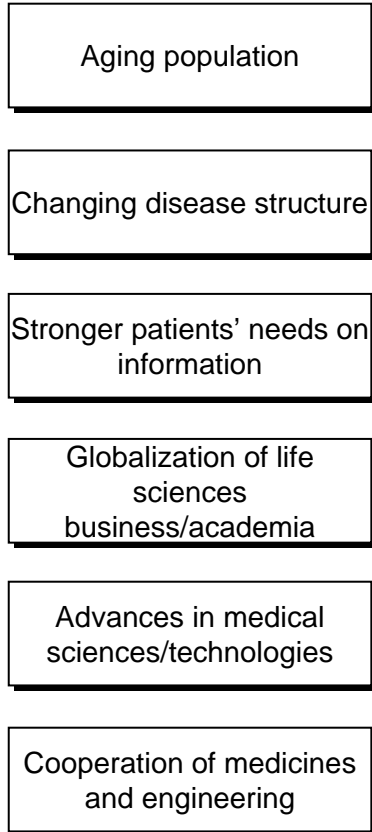 Aging population
Changing disease structure
Stronger patients’ needs on
information
Globalization of life
sciences
business/academia
Advances in medical
sciences/technologies
Cooperation of medicines
and engineering